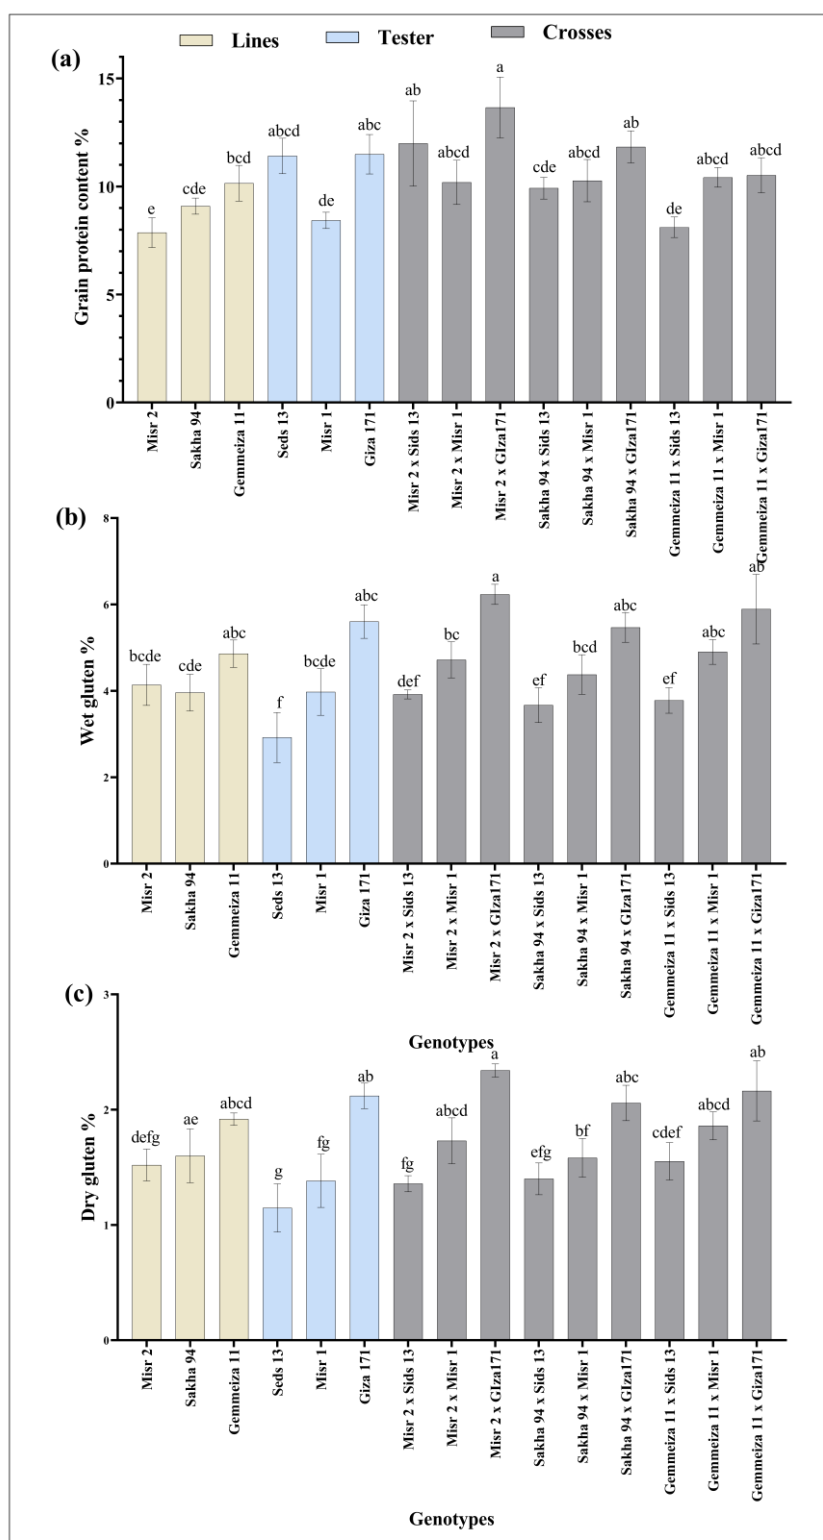 Lines Tester Crosses
(a)
Grain protein content %
15
10
5
0
e cde bcd abcd de abc ab abcd a cde abcd abc de abcd abcd
Misr 2
Sakha 94
Gemmeiza 11
Seds 13
Misr 1
Giza 171
Misr 2 x Sids 13
Misr 2 x Misr 1
Misr 2 x GIza171
Sakha 94 x Sids 13
Sakha 94 x Misr 1
Sakha 94 x GIza171
Gemmeiza 11 x Sids 13
Gemmeiza 11 x Misr 1
Gemmeiza 11 x Giza171
(b)
Wet gluten %
8
6
4
2
0
bcde cde abc f bcde abc def bc a ef bcd abc ef abc ab
Misr 2
Sakha 94
Gemmeiza 11
Seds 13
Misr 1
Giza 171
Misr 2 x Sids 13
Misr 2 x Misr 1
Misr 2 x GIza171
Sakha 94 x Sids 13
Sakha 94 x Misr 1
Sakha 94 x GIza171
Gemmeiza 11 x Sids 13
Gemmeiza 11 x Misr 1
Gemmeiza 11 x Giza171
Genotypes
(c)
Dry gluten %
3
2
1
0
defg ae abcd g fg ab fg abcd a efg bf abc cdef abcd ab
Misr 2
Sakha 94
Gemmeiza 11
Seds 13
Misr 1
Giza 171
Misr 2 x Sids 13
Misr 2 x Misr 1
Misr 2 x GIza171
Sakha 94 x Sids 13
Sakha 94 x Misr 1
Sakha 94 x GIza171
Gemmeiza 11 x Sids 13
Gemmeiza 11 x Misr 1
Gemmeiza 11 x Giza171
Genotypes